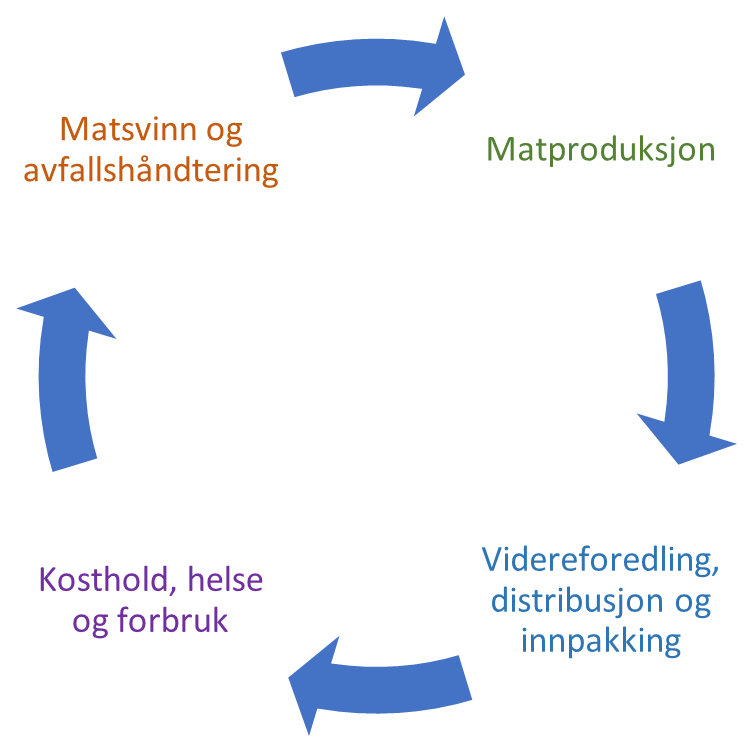 Matsvinn og
avfallshåndtering
Matproduksjon
Videreforedling,
distribusjon og
innpakking
Kosthold, helse
og forbruk